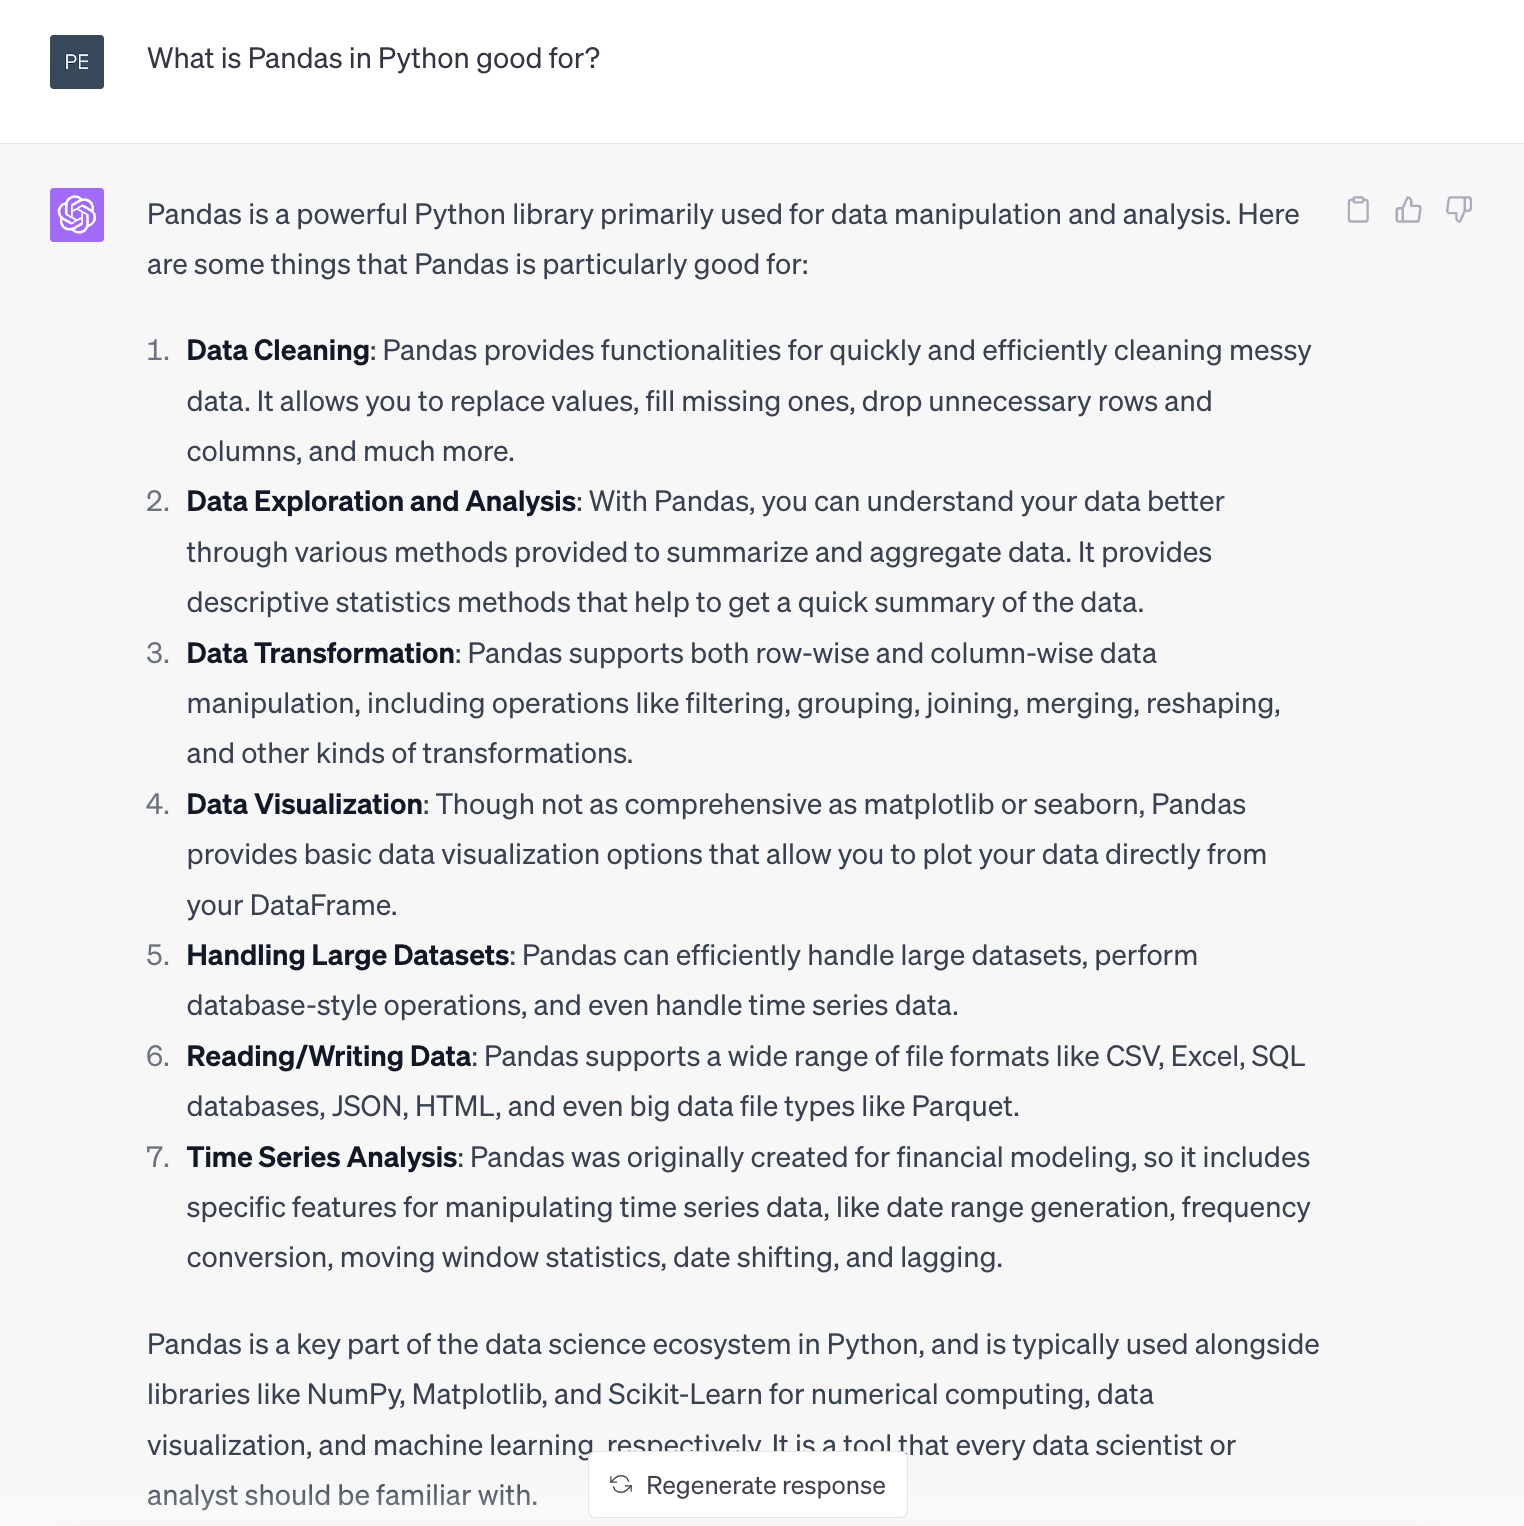 PE
What is Pandas in Python good for?
Pandas is a powerful Python library primarily used for data manipulation and analysis. Here
are some things that Pandas is particularly good for:
1. Data Cleaning: Pandas provides functionalities for quickly and efficiently cleaning messy
data. It allows you to replace values, fill missing ones, drop unnecessary rows and
columns, and much more.
2. Data Exploration and Analysis: With Pandas, you can understand your data better
through various methods provided to summarize and aggregate data. It provides
descriptive statistics methods that help to get a quick summary of the data.
3. Data Transformation: Pandas supports both row-wise and column-wise data
manipulation, including operations like filtering, grouping, joining, merging, reshaping,
and other kinds of transformations.
4. Data Visualization: Though not as comprehensive as matplotlib or seaborn, Pandas
provides basic data visualization options that allow you to plot your data directly from
your DataFrame.
5. Handling Large Datasets: Pandas can efficiently handle large datasets, perform
database-style operations, and even handle time series data.
6. Reading/Writing Data: Pandas supports a wide range of file formats like CSV, Excel, SQL
databases, JSON, HTML, and even big data file types like Parquet.
7. Time Series Analysis: Pandas was originally created for financial modeling, so it includes
specific features for manipulating time series data, like date range generation, frequency
conversion, moving window statistics, date shifting, and lagging.
Pandas is a key part of the data science ecosystem in Python, and is typically used alongside
libraries like NumPy, Matplotlib, and Scikit-Learn for numerical computing, data
visualization, and machine learning, respectively. It is a tool that every data scientist or
analyst should be familiar with.
Regenerate response